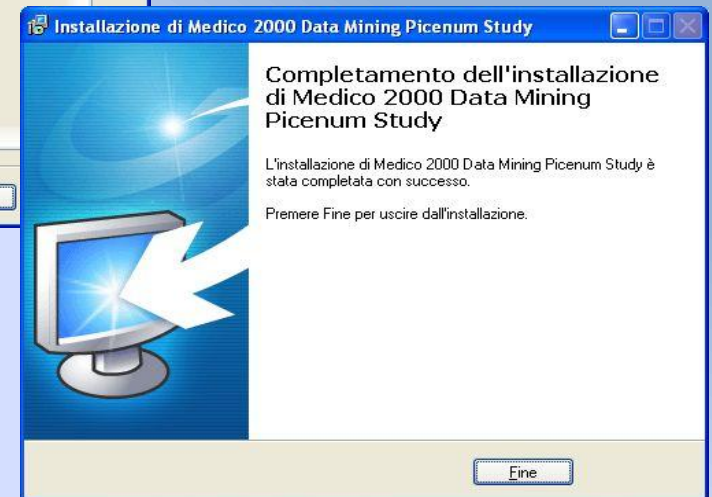 Installazione di Medico 2000 Data Mining Picenum Study
Completamento dell'installazione
di Medico 2000 Data Mining
Picenum Study
L'installazione di Medico 2000 Data Mining Picenum Study è
stata completata con successo.
Premere Fine per uscire dall'installazione.
Fine